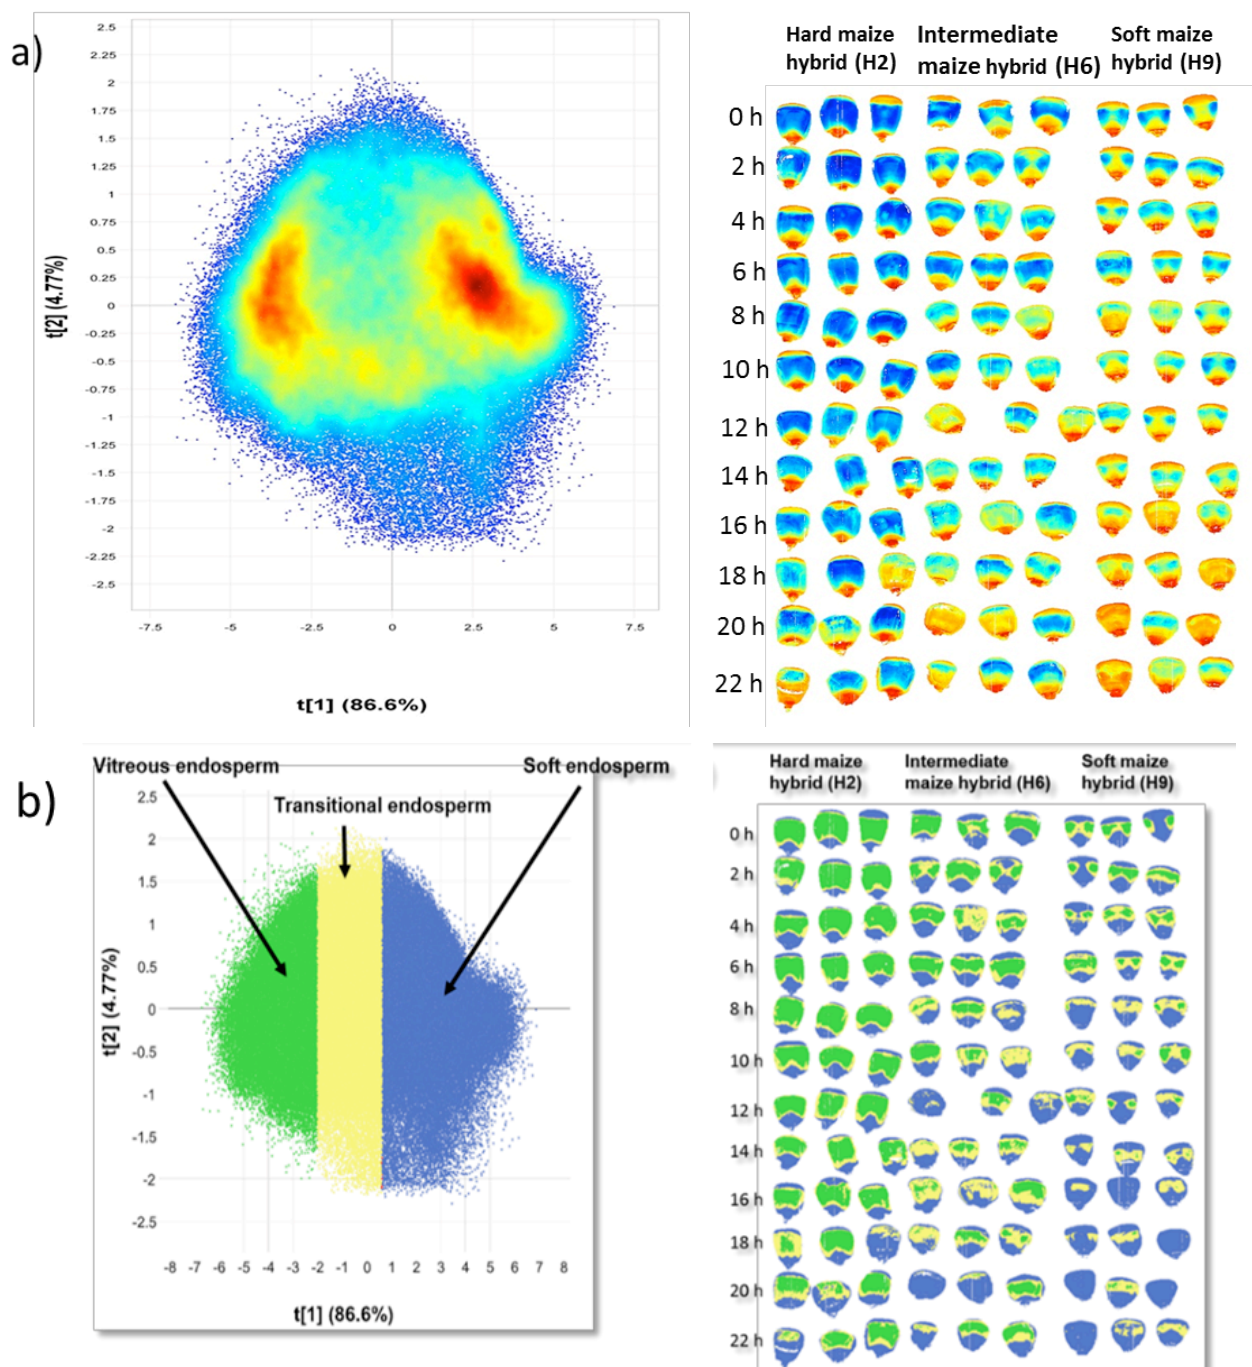 a)
2.5
2.25
2
1.75
1.5
1.25
1
0.75
0.5
0.25
0
-0.25
-0.5
-0.75
-1
-1.25
-1.5
-1.75
-2
-2.25
-2.5
t[2] (4.77%)
-7.5 -5 -2.5 0 2.5 5 7.5
t[1] (86.6%)
Hard maize Intermediate Soft maize
hybrid (H2) maize hybrid (H6) hybrid (H9)
0 h
2 h
4 h
6 h
8 h
10 h
12 h
14 h
16 h
18 h
20 h
22 h
b)
Vitreous endosperm Soft endosperm
Transitional endosperm
2.5
2
1.5
1
0.5
0
-0.5
-1
-1.5
-2
-2.5
t[2] (4.77%)
-8 -7 -6 -5 -4 -3 -2 -1 0 1 2 3 4 5 6 7 8
t[1] (86.6%)
Hard maize Intermediate Soft maize
hybrid (H2) maize hybrid (H6) hybrid (H9)
0 h
2 h
4 h
6 h
8 h
10 h
12 h
14 h
16 h
18 h
20 h
22 h